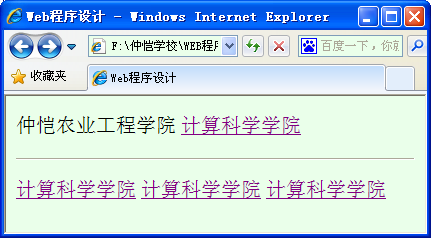 Web程序设计 - Windows Internet Explorer
F:\仲恺学校\WEB程序
百度一下，你就
收藏夹 Web程序设计
仲恺农业工程学院 计算科学学院
计算科学学院 计算科学学院 计算科学学院